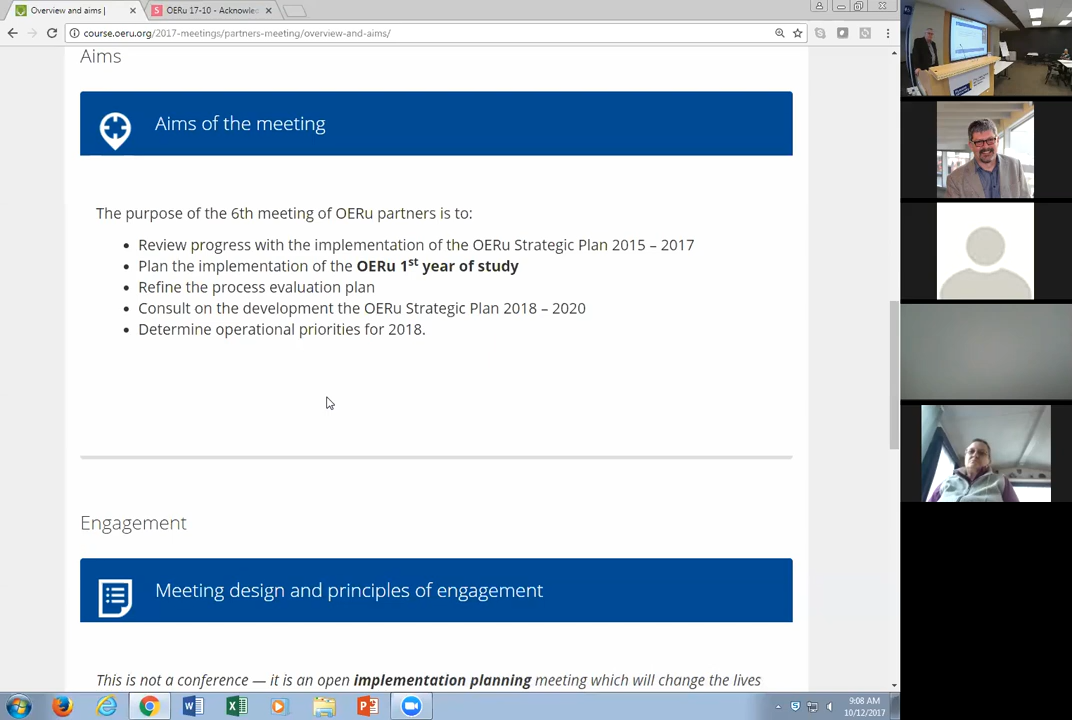 Overview and aims |
OERu 17-10 - Acknowle
course.oeru.org/2017-meetings/partners-meeting/overview-and-aims/
Aims
Aims of the meeting
The purpose of the 6th meeting of OERu partners is to:
• Review progress with the implementation of the OERu Strategic Plan 2015 – 2017
• Plan the implementation of the OERu 1st year of study
• Refine the process evaluation plan
• Consult on the development the OERu Strategic Plan 2018 – 2020
• Determine operational priorities for 2018.
Engagement
Meeting design and principles of engagement
This is not a conference — it is an open implementation planning meeting which will change the lives
9:08 AM
10/12/2017